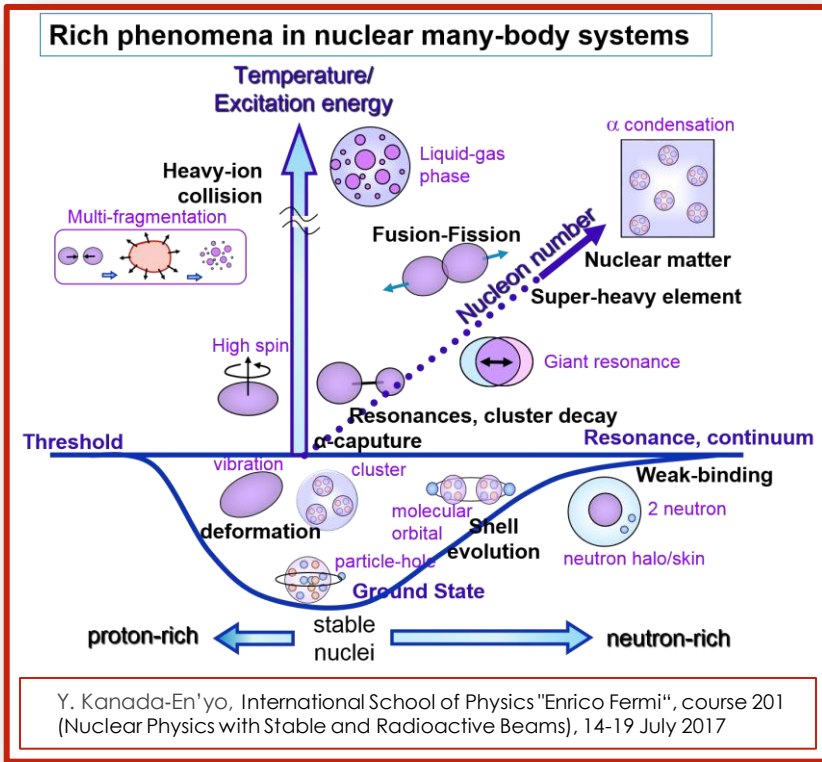 Rich phenomena in nuclear many-body systems
Temperature/
Excitation energy
α condensation
Liquid-gas
phase
Heavy-ion
collision
Multi-fragmentation
Fusion-Fission
Nucleon number
Nuclear matter
Super-heavy element
High spin
Giant resonance
Resonances, cluster decay
α-caputure
Threshold
Resonance, continuum
vibration
cluster
Weak-binding
molecular
orbital
2 neutron
deformation
Shell
evolution
neutron halo/skin
particle-hole
Ground State
proton-rich
stable
nuclei
neutron-rich
Y. Kanada-En'yo, International School of Physics "Enrico Fermi“, course 201
(Nuclear Physics with Stable and Radioactive Beams), 14-19 July 2017